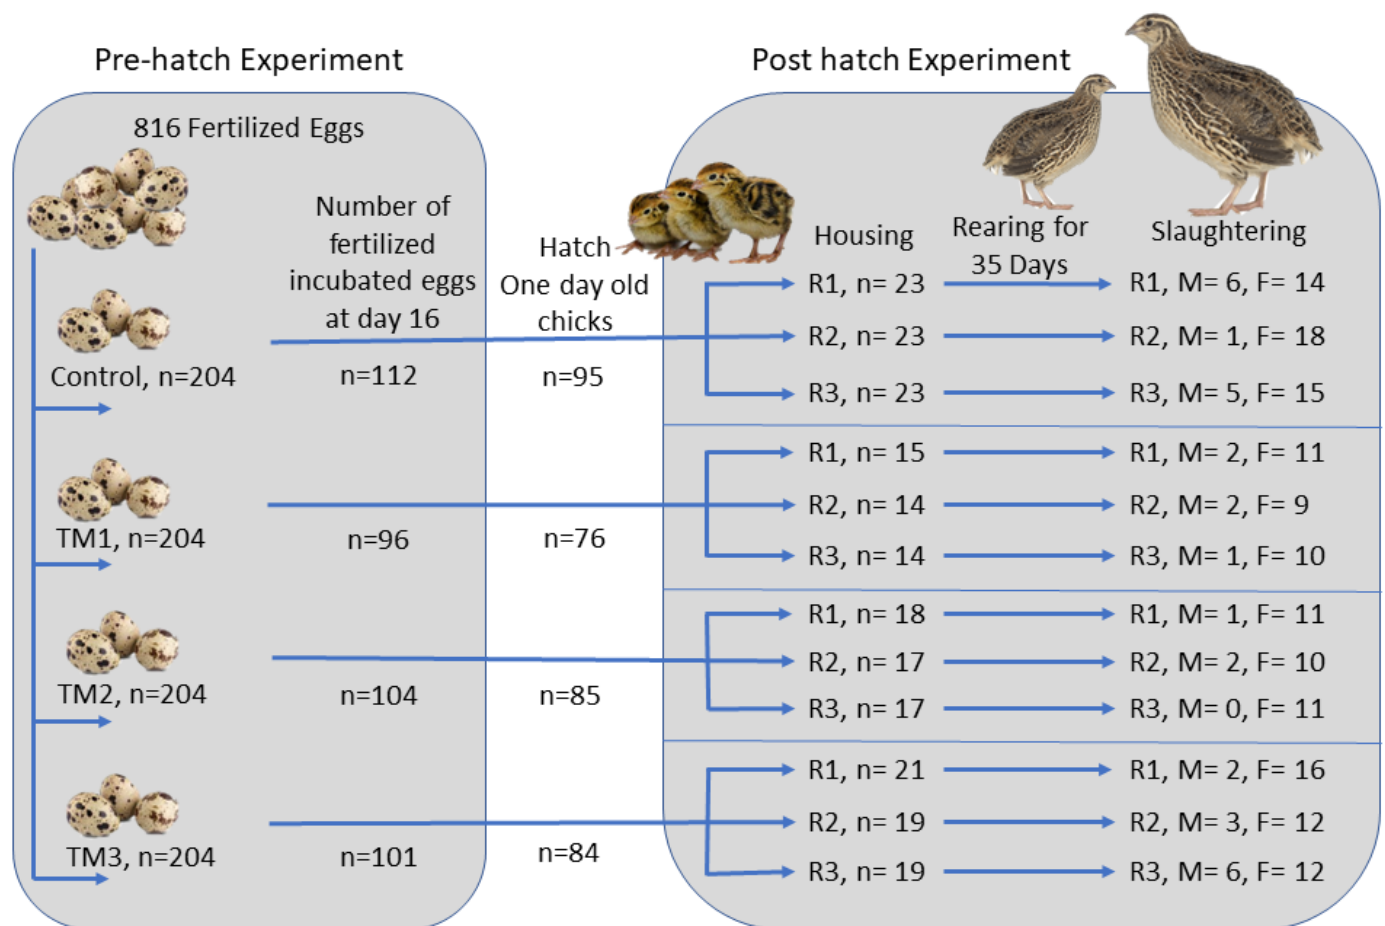 Pre-hatch Experiment
Post hatch Experiment
816 Fertilized Eggs
Number of
fertilized
incubated eggs
at day 16
Hatch
One day old
chicks
Housing
Rearing for
35 Days
Slaughtering
Control, n=204
n=112
n=95
R1, n= 23
R1, M= 6, F= 14
R2, n= 23
R2, M= 1, F= 18
R3, n= 23
R3, M= 5, F= 15
TM1, n=204
n=96
n=76
R1, n= 15
R1, M= 2, F= 11
R2, n= 14
R2, M= 2, F= 9
R3, n= 14
R3, M= 1, F= 10
TM2, n=204
n=104
n=85
R1, n= 18
R1, M= 1, F= 11
R2, n= 17
R2, M= 2, F= 10
R3, n= 17
R3, M= 0, F= 11
TM3, n=204
n=101
n=84
R1, n= 21
R1, M= 2, F= 16
R2, n= 19
R2, M= 3, F= 12
R3, n= 19
R3, M= 6, F= 12